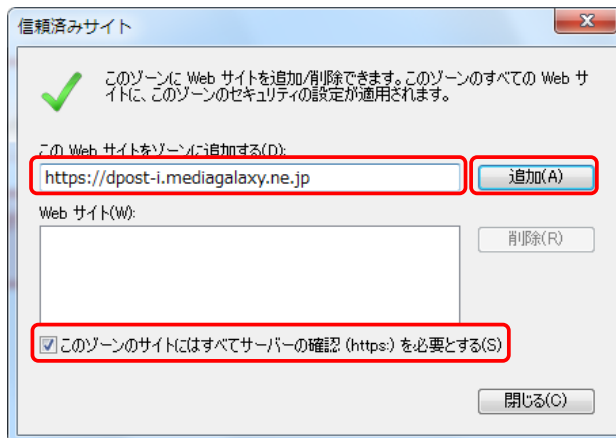 信頼済みサイト
このゾーンに Web サイトを追加/削除できます。このゾーンのすべての Web サ
イトに、このゾーンのセキュリティの設定が適用されます。
この Web サイトをゾーンに追加する(D):
https://dpost-i.mediagalaxy.ne.jp
追加(A)
Web サイト(W):
削除(R)
このゾーンのサイトにはすべてサーバーの確認 (https:) を必要とする(S)
閉じる(C)